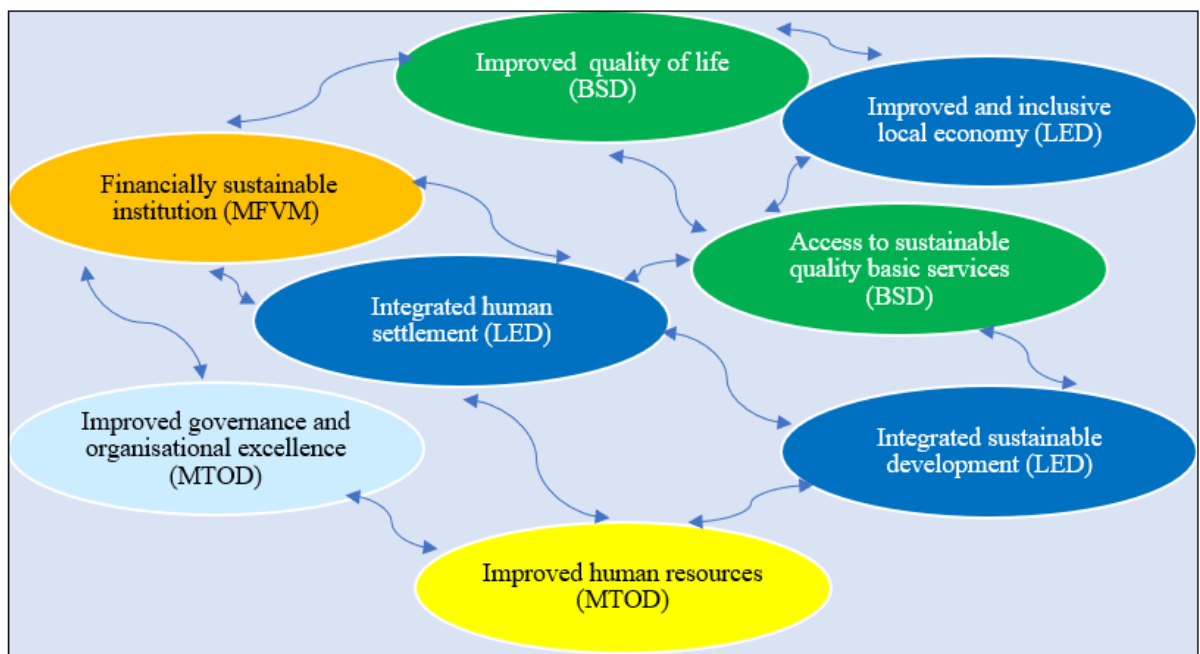 Improved quality of life
(BSD)
Improved and inclusive
local economy (LED)
Financially sustainable
institution (MFVM)
Access to sustainable
quality basic services
(BSD)
Integrated human
settlement (LED)
Improved governance and
organisational excellence
(MTOD)
Integrated sustainable
development (LED)
Improved human resources
(MTOD)